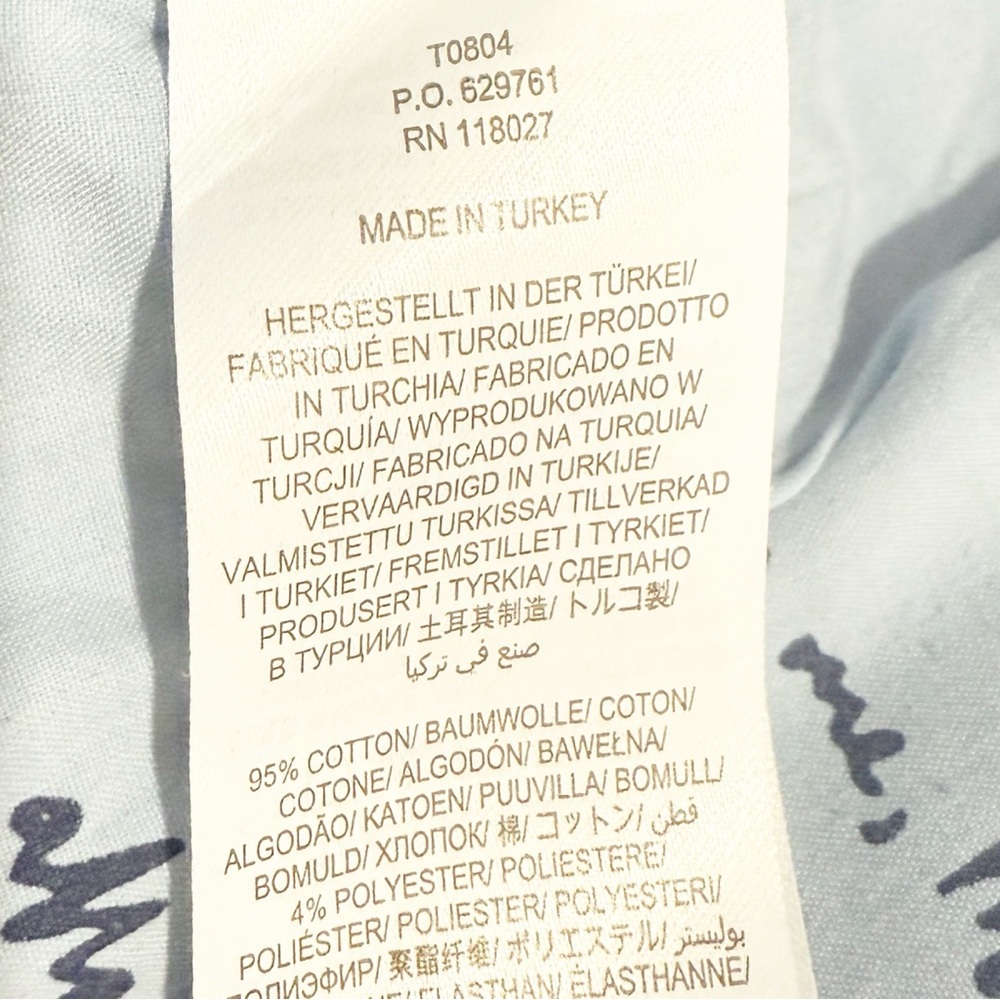 T0804
P.O. 629761
RN 118027
MADE IN TURKEY
HERGESTELLT IN DER TÜRKEI/
FABRIQUÉ EN TURQUIE/ PRODOTTO
IN TURCHIA/ FABRICADO EN
TURQUÍA/ WYPRODUKOWANO W
TURCJI/ FABRICADO NA TURQUIA/
VERVAARDIGD IN TURKIJE/
VALMISTETTU TURKISSA/ TILLVERKAD
I TURKIET/ FREMSTILLET I TYRKIET/
PRODUSERT I TYRKIA/ СДЕЛАНО
В ТУРЦИИ/ 土耳其制造/ トルコ製/
صنع في تركيا
95% COTTON/ BAUMWOLLE/ COTON/
COTONE/ ALGODÓN/ BAWEŁNA/
ALGODÃO/ KATOEN/ PUUVILLA/ BOMULL/
BOMULD/ ХЛОПОК/ 棉/ コットン/ قطن
4% POLYESTER/ POLIESTERE/
POLIÉSTER/ POLIESTER/ POLYESTERI/
ПОЛИЭФИР/ 聚酯纤维/ ポリエステル/ بوليستر
ELASTHAN/ ÉLASTHANNE/